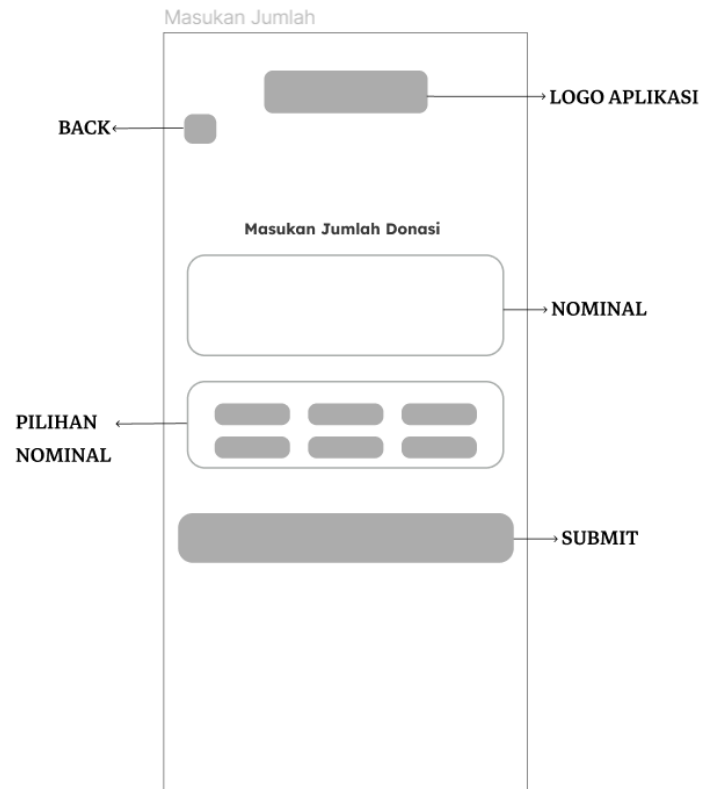 Masukan Jumlah
LOGO APLIKASI
BACK
Masukan Jumlah Donasi
NOMINAL
PILIHAN
NOMINAL
SUBMIT